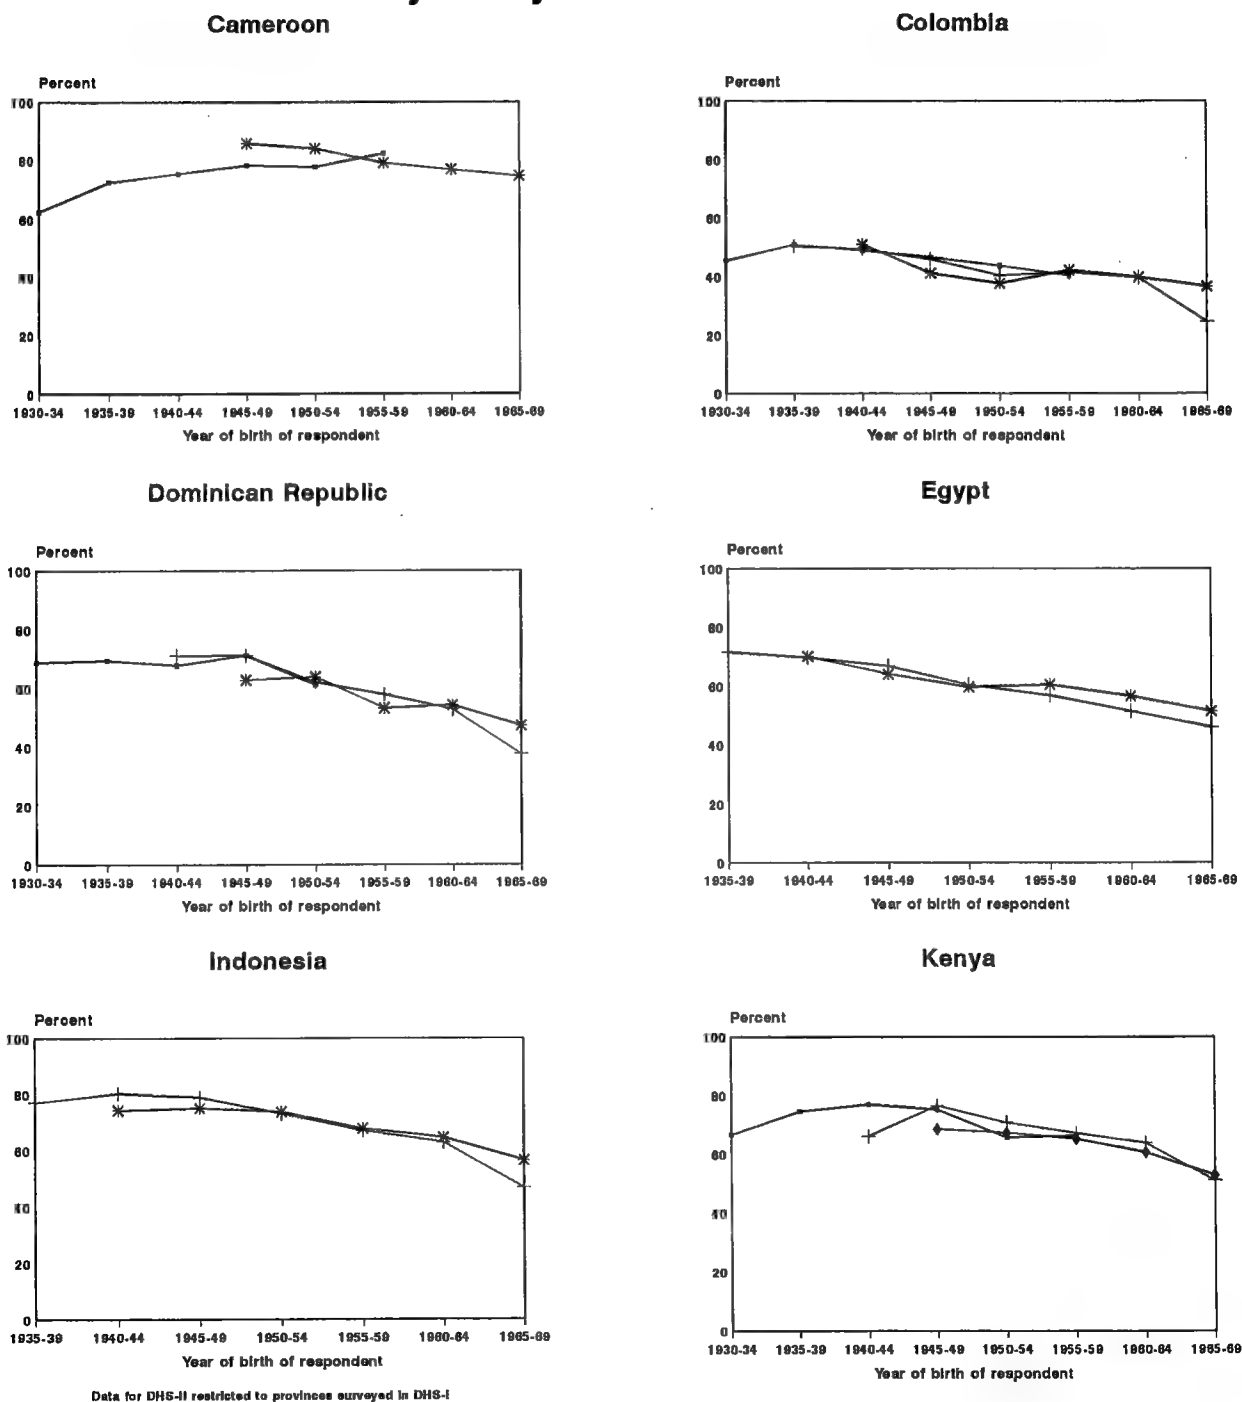 Cameroon
Percent
100
80
60
20
0
1930-34 1935-39 1940-44 1945-49 1950-54 1955-59 1960-64 1965-69
Year of birth of respondent
Colombia
Percent
100
80
60
40
20
0
1930-34 1935-39 1940-44 1945-49 1950-54 1955-59 1960-64 1965-69
Year of birth of respondent
Dominican Republic
Percent
100
80
60
40
20
0
1930-34 1935-39 1940-44 1945-49 1950-54 1955-59 1960-64 1965-69
Year of birth of respondent
Egypt
Percent
100
80
60
40
20
0
1935-39 1940-44 1945-49 1950-54 1955-59 1960-64 1965-69
Year of birth of respondent
Indonesia
Percent
100
80
60
40
20
0
1935-39 1940-44 1945-49 1950-54 1955-59 1960-64 1965-69
Year of birth of respondent
Data for DHS-II restricted to provinces surveyed in DHS-I
Kenya
Percent
100
80
60
40
20
0
1930-34 1935-39 1940-44 1945-49 1950-54 1955-59 1960-64 1965-69
Year of birth of respondent